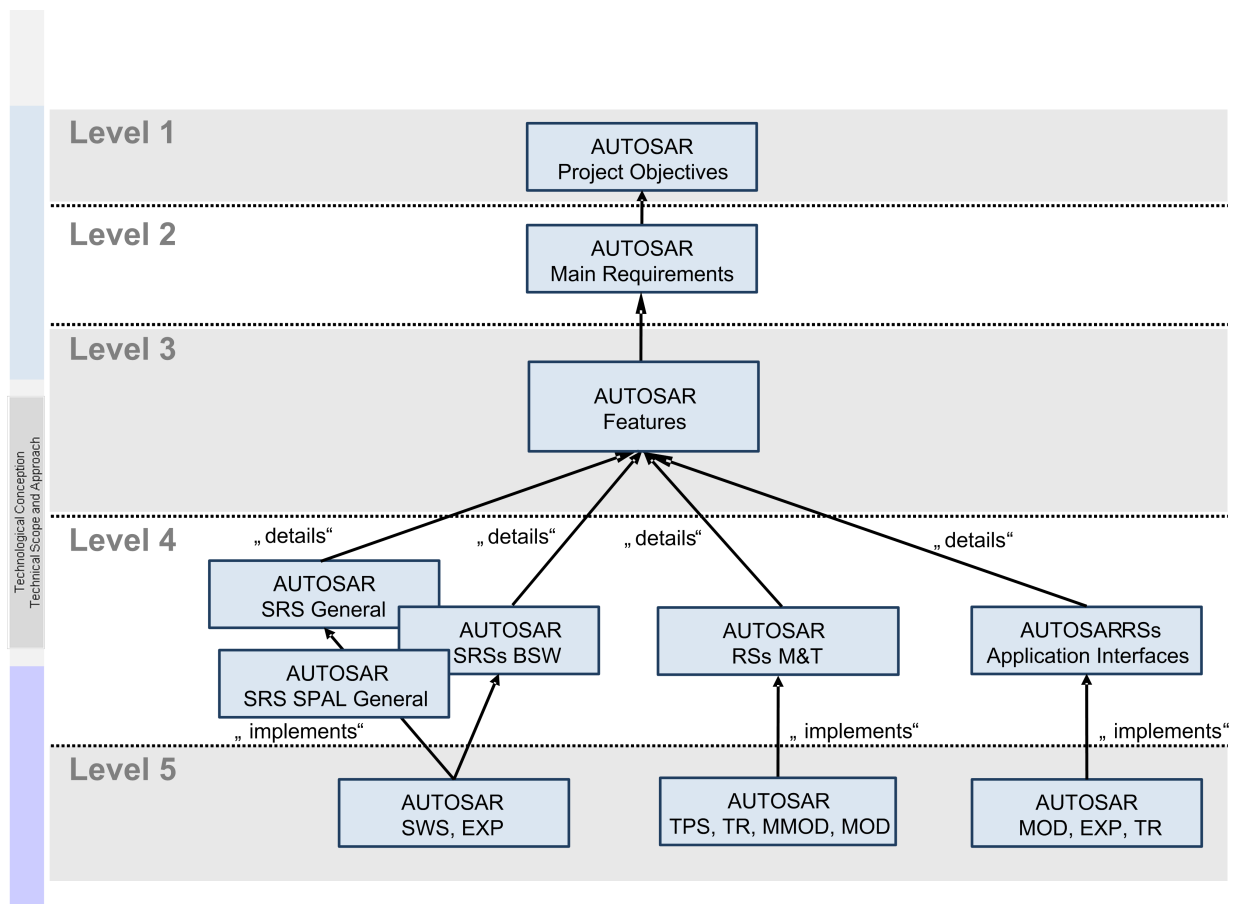 Level 1
AUTOSAR
Project Objectives
Level 2
AUTOSAR
Main Requirements
Level 3
AUTOSAR
Features
Technological Conception
Technical Scope and Approach
Level 4
„ details“
„ details“
„ details“
„ details“
AUTOSAR
SRS General
AUTOSAR
SRSs BSW
AUTOSAR
RSs M&T
AUTOSARRSs
Application Interfaces
AUTOSAR
SRS SPAL General
„ implements“
„ implements“
„ implements“
Level 5
AUTOSAR
SWS, EXP
AUTOSAR
TPS, TR, MMOD, MOD
AUTOSAR
MOD, EXP, TR